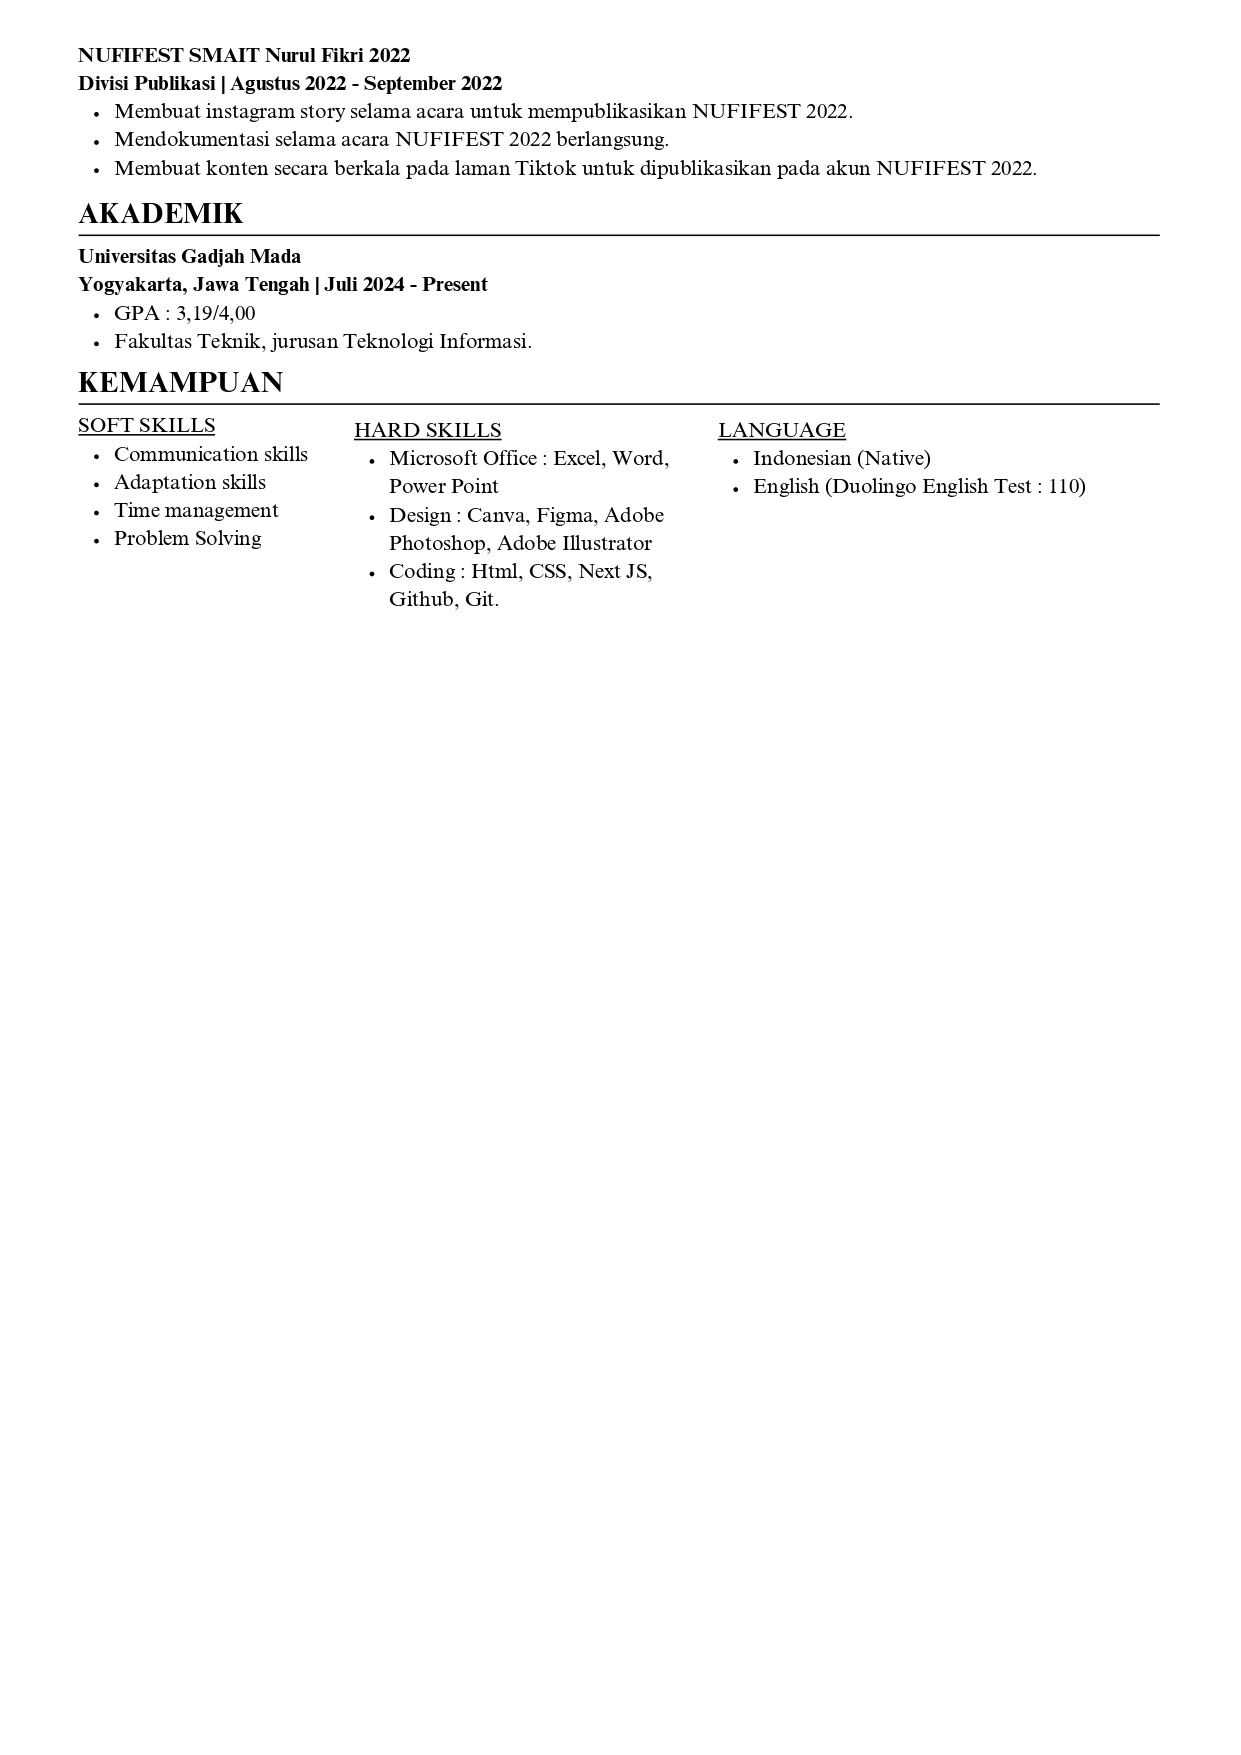 NUFIFEST SMAIT Nurul Fikri 2022
Divisi Publikasi | Agustus 2022 - September 2022
• Membuat instagram story selama acara untuk mempublikasikan NUFIFEST 2022.
• Mendokumentasi selama acara NUFIFEST 2022 berlangsung.
• Membuat konten secara berkala pada laman Tiktok untuk dipublikasikan pada akun NUFIFEST 2022.
AKADEMIK
Universitas Gadjah Mada
Yogyakarta, Jawa Tengah | Juli 2024 - Present
• GPA : 3,19/4,00
• Fakultas Teknik, jurusan Teknologi Informasi.
KEMAMPUAN
SOFT SKILLS
• Communication skills
• Adaptation skills
• Time management
• Problem Solving
HARD SKILLS
• Microsoft Office : Excel, Word,
Power Point
• Design : Canva, Figma, Adobe
Photoshop, Adobe Illustrator
• Coding : Html, CSS, Next JS,
Github, Git.
LANGUAGE
• Indonesian (Native)
• English (Duolingo English Test : 110)